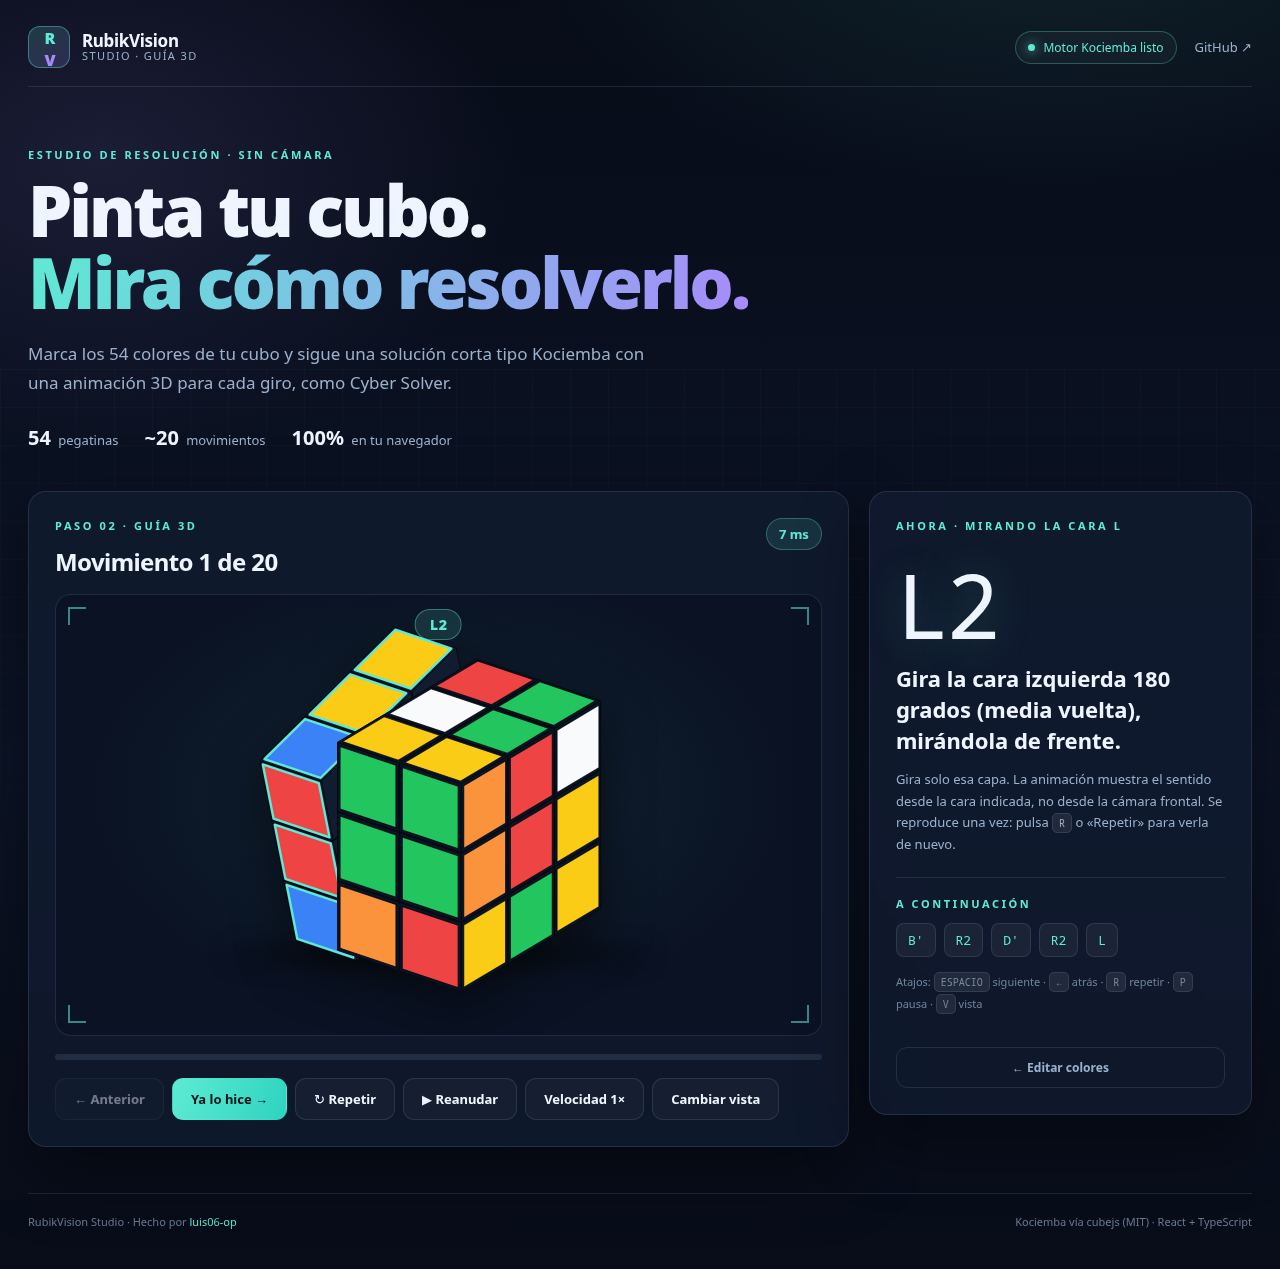 RV
RubikVision
STUDIO · GUÍA 3D
Motor Kociemba listo
GitHub ↗
ESTUDIO DE RESOLUCIÓN · SIN CÁMARA
Pinta tu cubo.
Mira cómo resolverlo.
Marca los 54 colores de tu cubo y sigue una solución corta tipo Kociemba con
una animación 3D para cada giro, como Cyber Solver.
54 pegatinas ~20 movimientos 100% en tu navegador
PASO 02 · GUÍA 3D
7 ms
Movimiento 1 de 20
L2
← Anterior
Ya lo hice →
↻ Repetir
▶ Reanudar
Velocidad 1×
Cambiar vista
AHORA · MIRANDO LA CARA L
L2
Gira la cara izquierda 180
grados (media vuelta),
mirándola de frente.
Gira solo esa capa. La animación muestra el sentido
desde la cara indicada, no desde la cámara frontal. Se
reproduce una vez: pulsa R o «Repetir» para verla
de nuevo.
A CONTINUACIÓN
B' R2 D' R2 L
Atajos: ESPACIO siguiente · ← atrás · R repetir · P
pausa · V vista
← Editar colores
RubikVision Studio · Hecho por luis06-op
Kociemba vía cubejs (MIT) · React + TypeScript